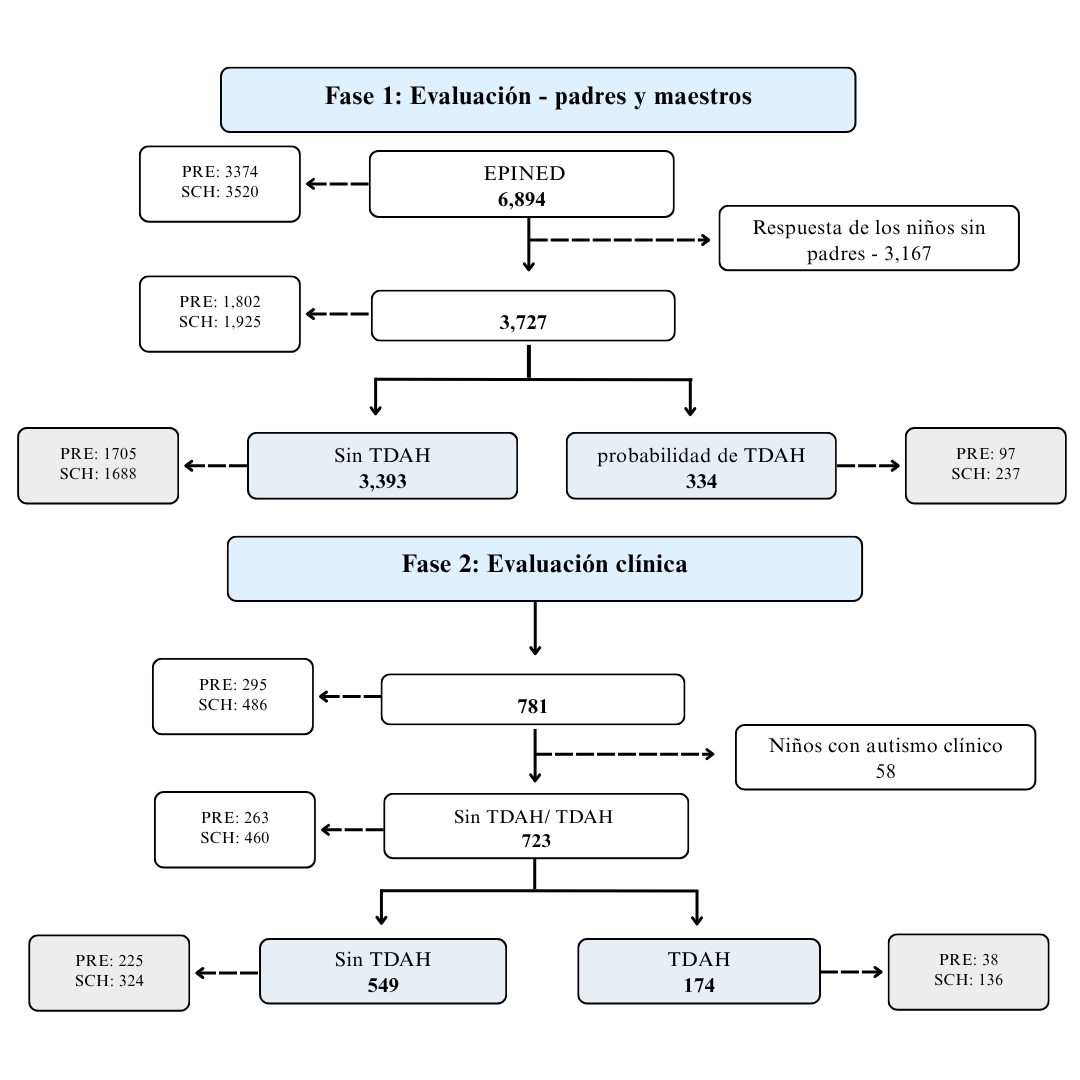 Fase 1: Evaluación - padres y maestros
PRE: 3374
SCH: 3520
EPINED
6,894
Respuesta de los niños sin
padres - 3,167
PRE: 1,802
SCH: 1,925
3,727
PRE: 1705
SCH: 1688
Sin TDAH
3,393
probabilidad de TDAH
334
PRE: 97
SCH: 237
Fase 2: Evaluación clínica
PRE: 295
SCH: 486
781
Niños con autismo clínico
58
PRE: 263
SCH: 460
Sin TDAH/ TDAH
723
PRE: 225
SCH: 324
Sin TDAH
549
TDAH
174
PRE: 38
SCH: 136